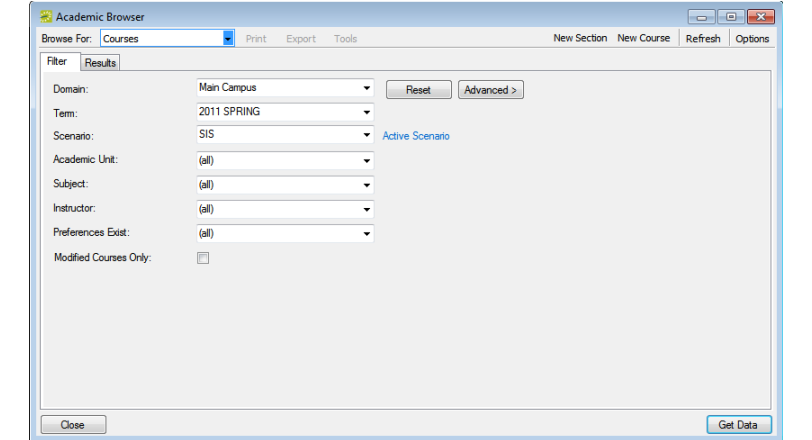 Academic Browser
Browse For: Courses Print Export Tools New Section New Course Refresh Options
Filter Results
Domain: Main Campus Reset Advanced >
Term: 2011 SPRING
Scenario: SIS Active Scenario
Academic Unit: (all)
Subject: (all)
Instructor: (all)
Preferences Exist: (all)
Modified Courses Only:
Close Get Data